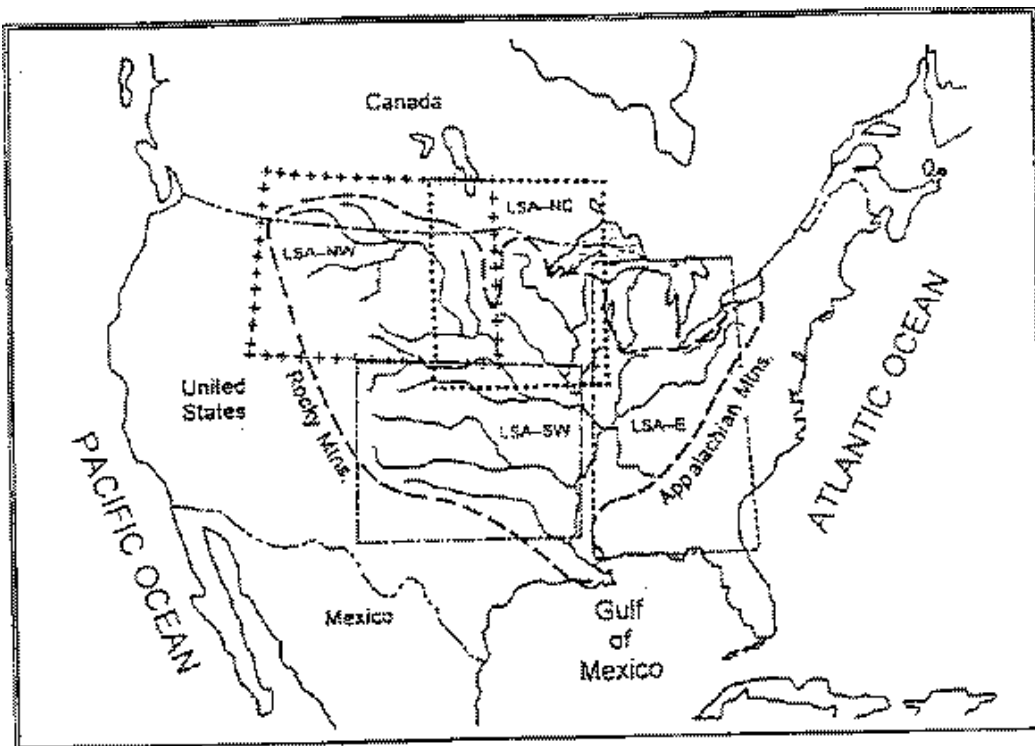 Canada
LSA-NC
LSA-NW
United
States
Rocky Mtns.
LSA-SW
LSA-E
Appalachian Mtns.
PACIFIC OCEAN
ATLANTIC OCEAN
Mexico
Gulf
of
Mexico